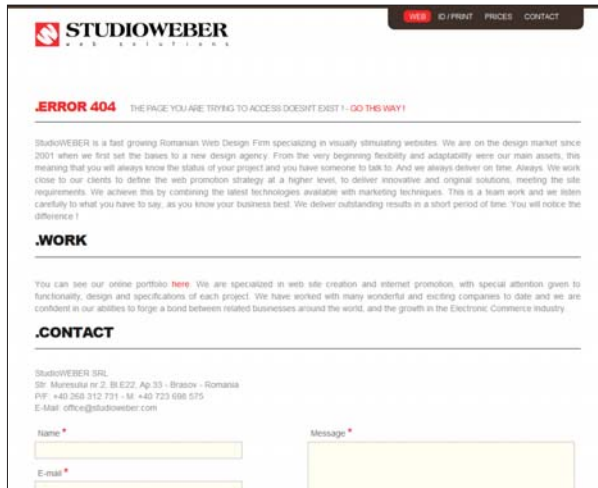 WEB ID / PRINT PRICES CONTACT
STUDIOWEBER
web solutions
.ERROR 404 THE PAGE YOU ARE TRYING TO ACCESS DOESN'T EXIST ! - GO THIS WAY !
StudioWEBER is a fast growing Romanian Web Design Firm specializing in visually stimulating websites. We are on the design market since
2001 when we first set the bases to a new design agency. From the very beginning flexibility and adaptability were our main assets, this
meaning that you will always know the status of your project and you have someone to talk to. And we always deliver on time. Always. We work
close to our clients to define the web promotion strategy at a higher level, to deliver innovative and original solutions, meeting the site
requirements. We achieve this by combining the latest technologies available with marketing techniques. This is a team work and we listen
carefully to what you have to say, as you know your business best. We deliver outstanding results in a short period of time. You will notice the
difference !
.WORK
You can see our online portfolio here. We are specialized in web site creation and internet promotion, with special attention given to
functionality, design and specifications of each project. We have worked with many wonderful and exciting companies to date and we are
confident in our abilities to forge a bond between related businesses around the world, and the growth in the Electronic Commerce Industry.
.CONTACT
StudioWEBER SRL
Str. Muresului nr.2, Bl.E22, Ap.33 - Brasov - Romania
P/F: +40 268 312 731 - M: +40 723 698 575
E-Mail: office@studioweber.com
Name *
Message *
E-mail *